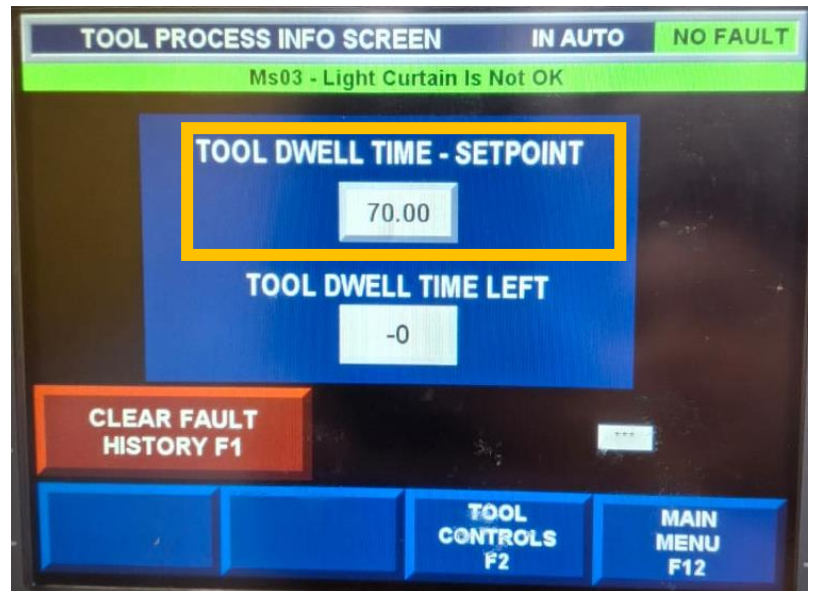 TOOL PROCESS INFO SCREEN IN AUTO NO FAULT
Ms03 - Light Curtain Is Not OK
TOOL DWELL TIME - SETPOINT
70.00
TOOL DWELL TIME LEFT
-0
CLEAR FAULT
HISTORY F1
***
TOOL
CONTROLS
F2
MAIN
MENU
F12